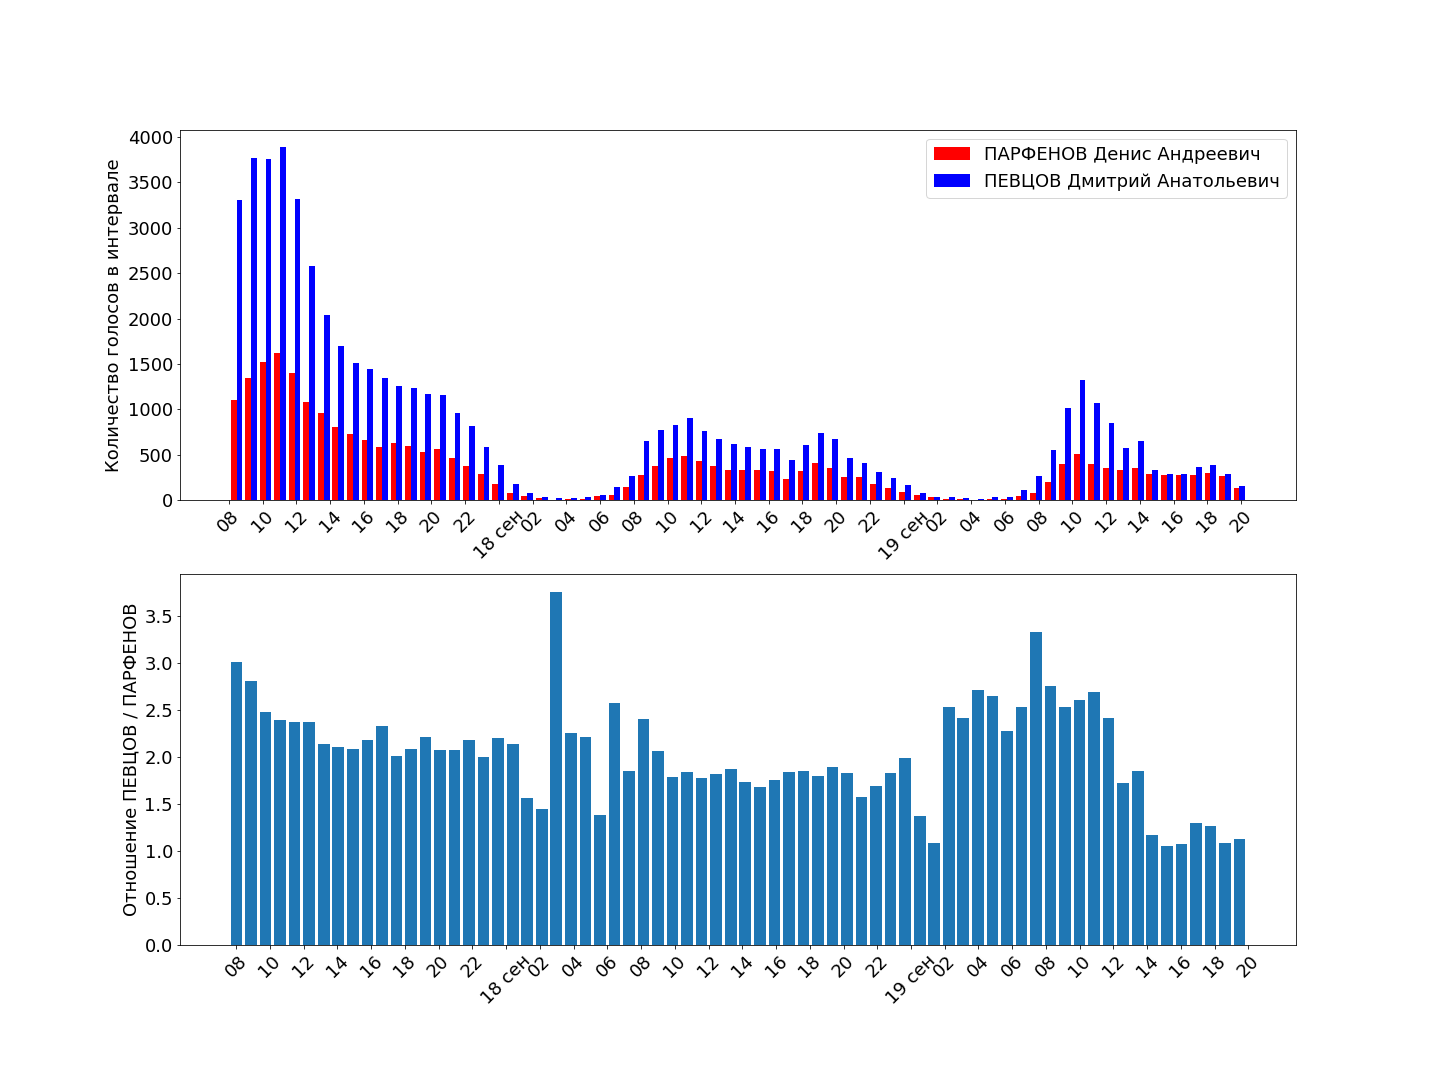 Количество голосов в интервале
4000
3500
3000
2500
2000
1500
1000
500
0
ПАРФЕНОВ Денис Андреевич
ПЕВЦОВ Дмитрий Анатольевич
08 10 12 14 16 18 20 22 18 сен 02 04 06 08 10 12 14 16 18 20 22 19 сен 02 04 06 08 10 12 14 16 18 20
Отношение ПЕВЦОВ / ПАРФЕНОВ
3.5
3.0
2.5
2.0
1.5
1.0
0.5
0.0
08 10 12 14 16 18 20 22 18 сен 02 04 06 08 10 12 14 16 18 20 22 19 сен 02 04 06 08 10 12 14 16 18 20